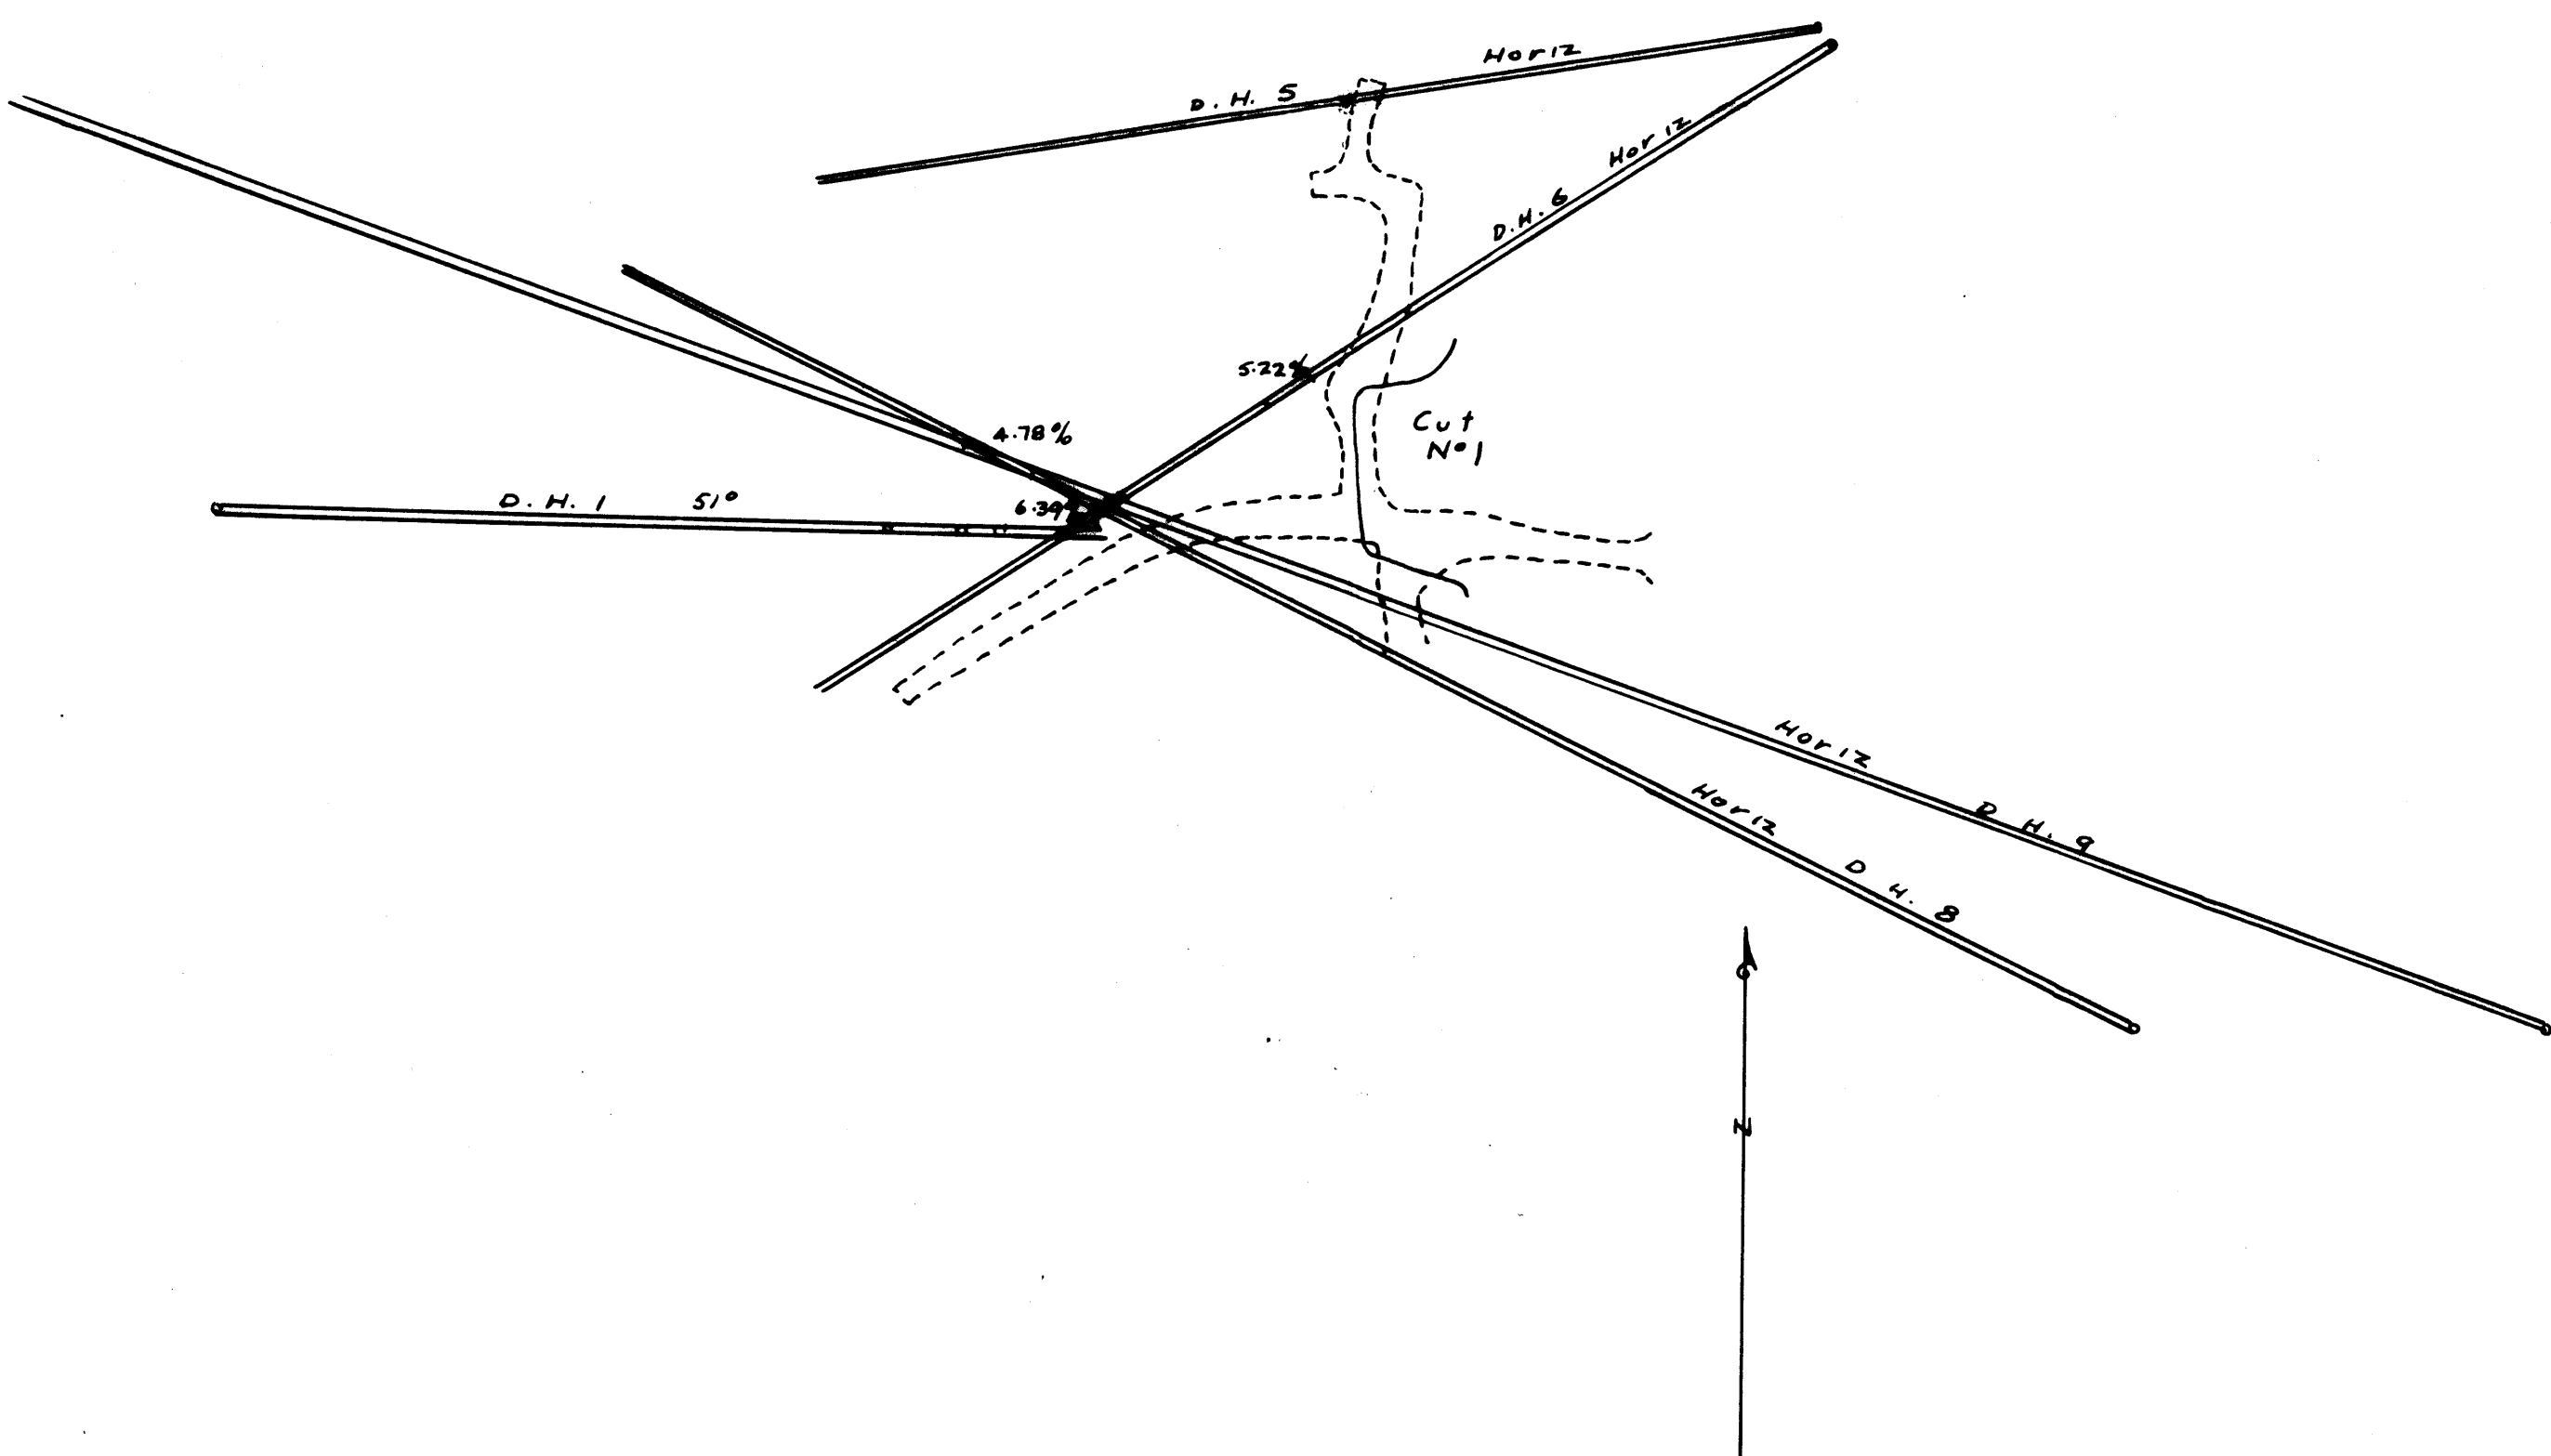 Horiz
D. H. 5
Horiz
D. H. 6
5.22%
4.78%
Cut
Nº 1
D. H. 1 51°
6.39%
Horiz
D H. 9
Horiz
D H. 8
N